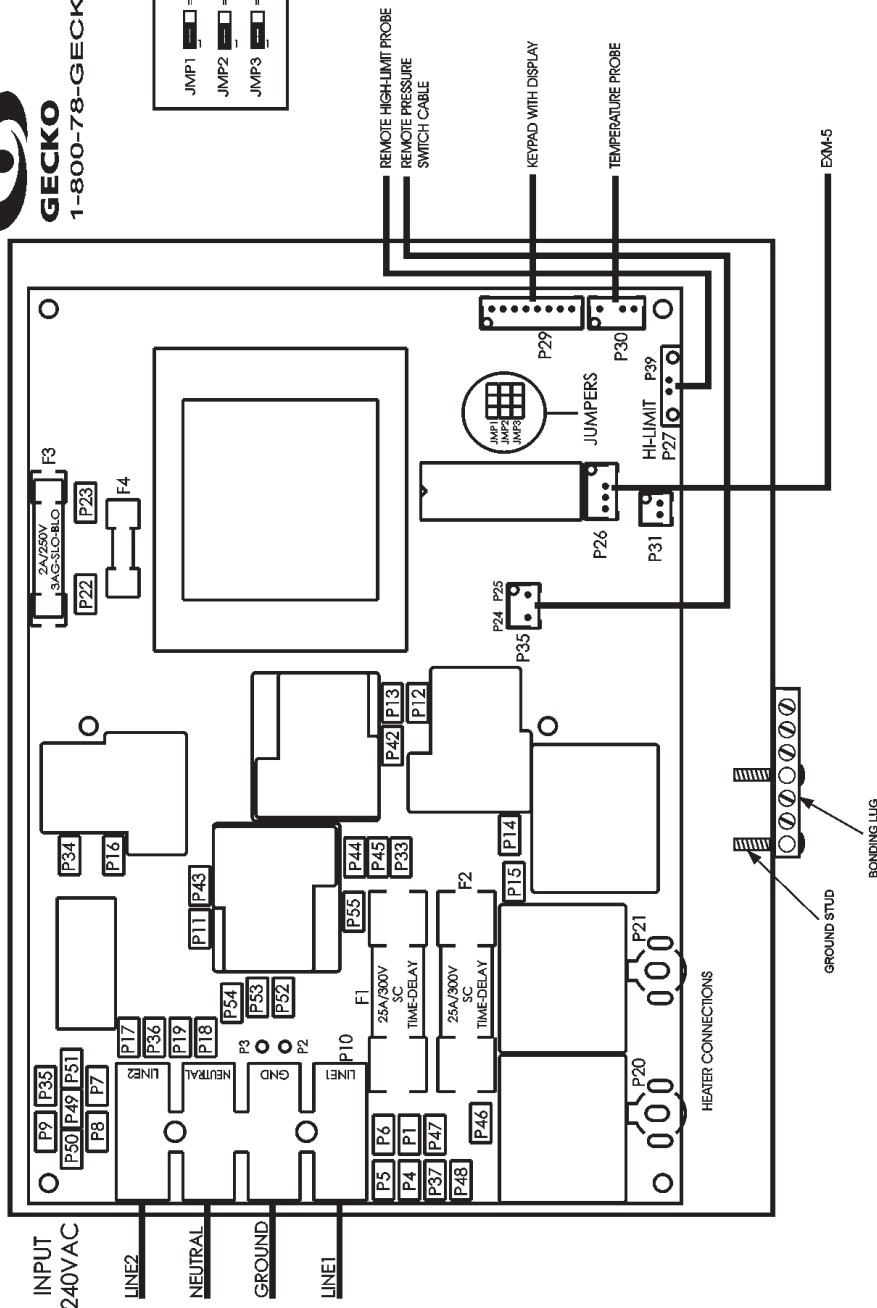 GECKO
1-800-78-GECK
JMP1
JMP2
JMP3
REMOTE HIGH-LIMIT PROBE
REMOTE PRESSURE
SWITCH CABLE
KEYPAD WITH DISPLAY
TEMPERATURE PROBE
EXM-5
F3
2A/250V
3AG-SLO-BLO
P22
P23
F4
P29
P30
JMP1
JMP2
JMP3
JUMPERS
P39
HI-LIMIT
P27
P26
P31
P24
P25
P35
P34
P16
P13
P12
P42
P43
P11
P44
P45
P33
P55
P14
P15
F2
F1
25A/300V
SC
TIME-DELAY
25A/300V
SC
TIME-DELAY
P54
P53
P52
P3
P2
P17
P36
P19
P18
P35
P51
P9
P49
P7
P50
P8
LINE2
NEUTRAL
GND
LINE1
P10
P6
P1
P47
P46
P5
P4
P37
P48
P21
P20
HEATER CONNECTIONS
INPUT
240VAC
LINE2
NEUTRAL
GROUND
LINE1
GROUND STUD
BONDING LUG